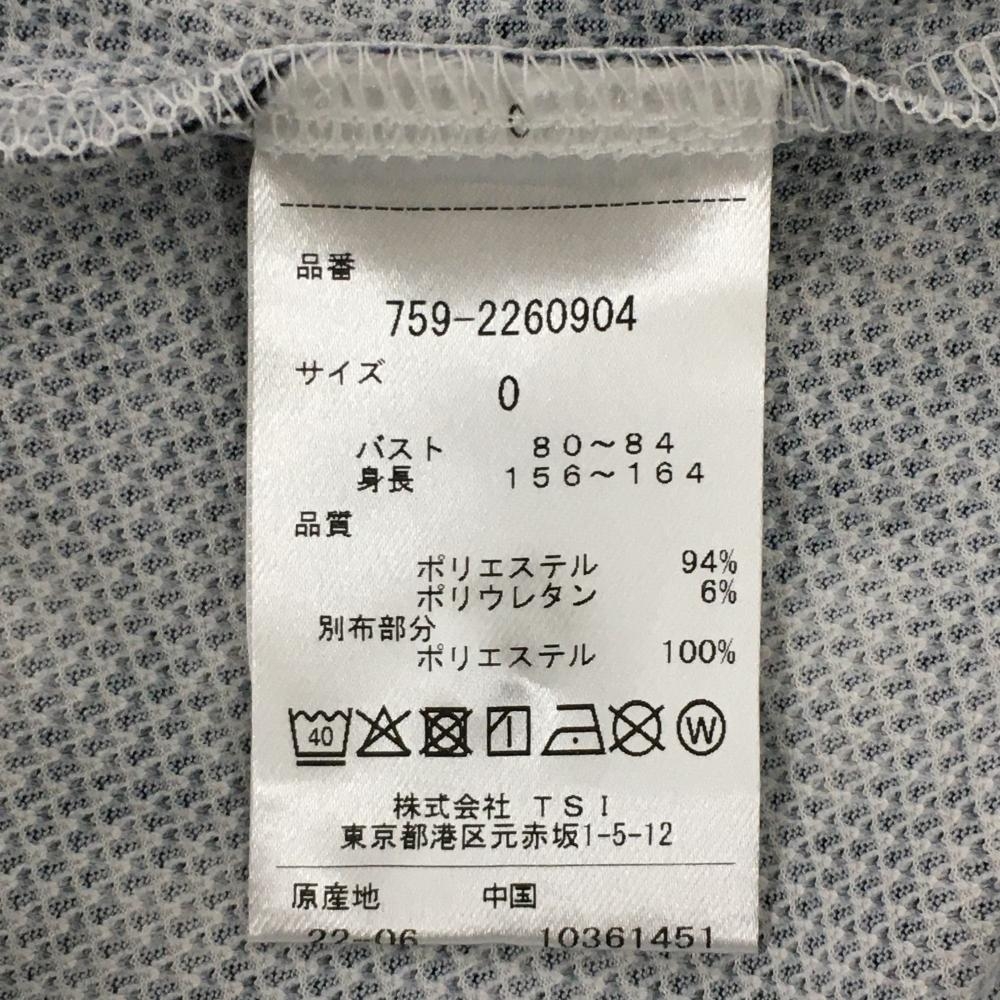 品番
759-2260904
サイズ
0
バスト 80～84
身長 156～164
品質
ポリエステル 94%
ポリウレタン 6%
別布部分
ポリエステル 100%
40
W
株式会社 TSI
東京都港区元赤坂1-5-12
原産地 中国
22-06 10361451